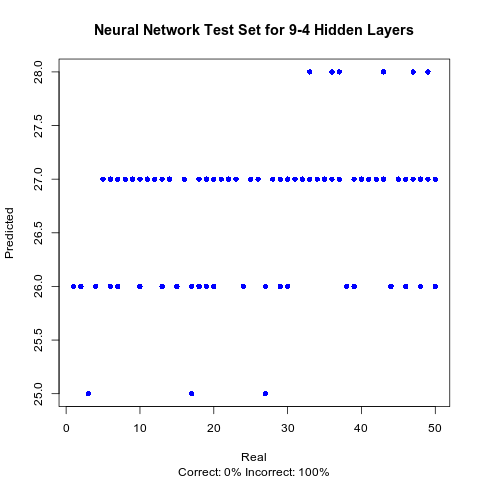 Neural Network Test Set for 9-4 Hidden Layers
28.0
27.5
27.0
26.5
26.0
25.5
25.0
Predicted
0 10 20 30 40 50
Real
Correct: 0% Incorrect: 100%